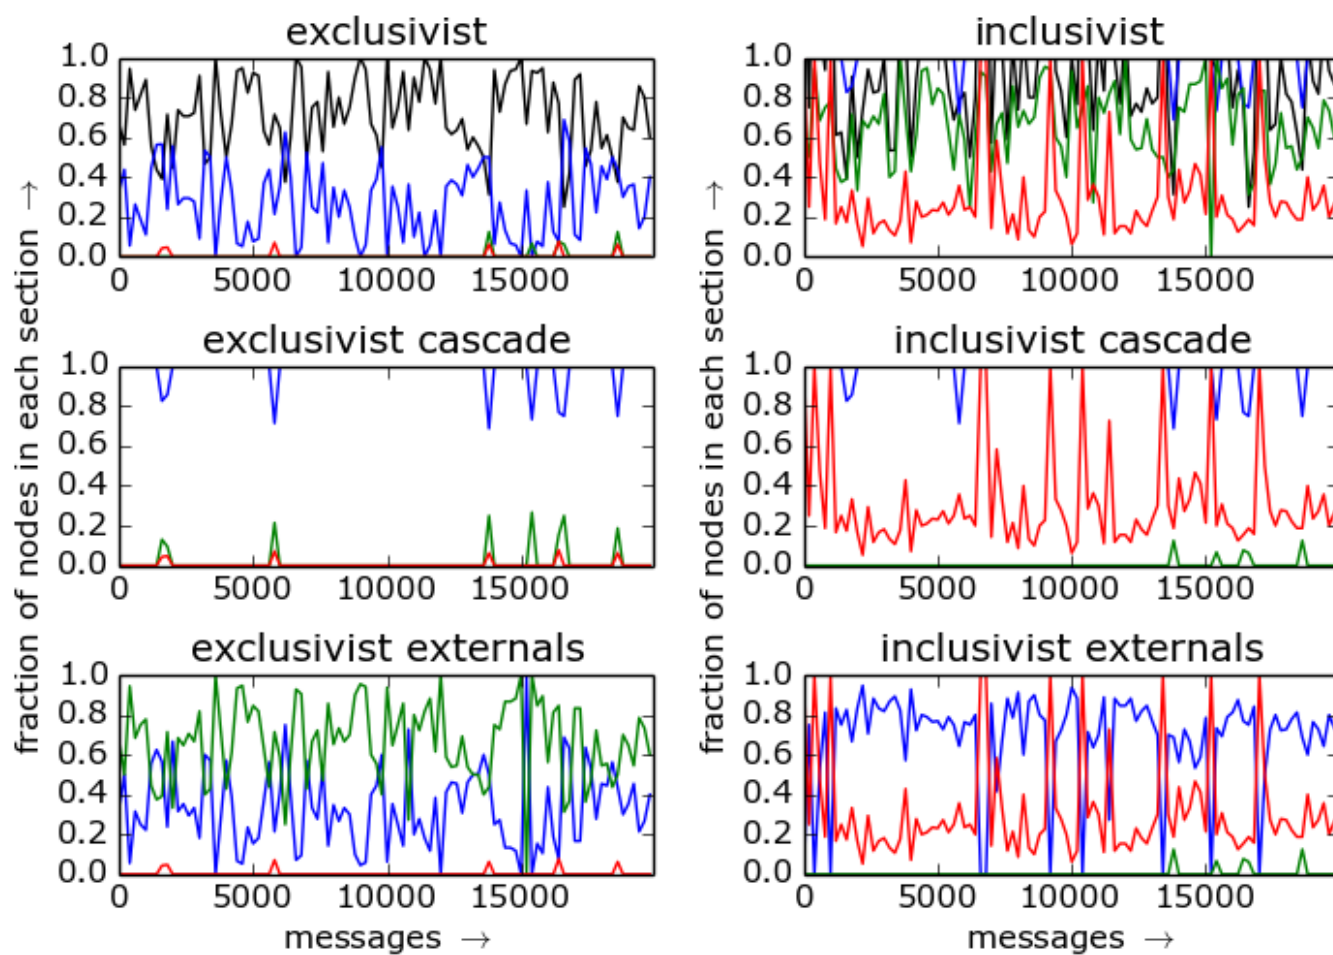 exclusivist
1.0
0.8
0.6
0.4
0.2
0.0
0 5000 10000 15000
inclusivist
1.0
0.8
0.6
0.4
0.2
0.0
0 5000 10000 15000
exclusivist cascade
1.0
0.8
0.6
0.4
0.2
0.0
0 5000 10000 15000
inclusivist cascade
1.0
0.8
0.6
0.4
0.2
0.0
0 5000 10000 15000
exclusivist externals
1.0
0.8
0.6
0.4
0.2
0.0
0 5000 10000 15000
inclusivist externals
1.0
0.8
0.6
0.4
0.2
0.0
0 5000 10000 15000
fraction of nodes in each section →
fraction of nodes in each section →
messages →
messages →